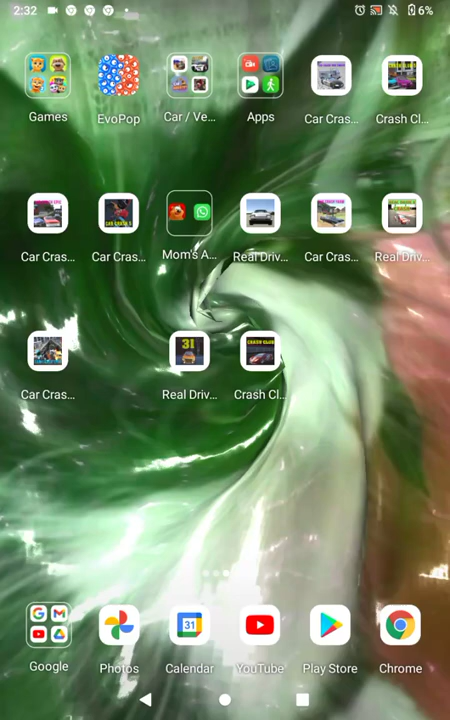 2:32 6%
Games EvoPop Car / Ve... Apps Car Cras... Crash Cl...
Car Cras... Car Cras... Mom's A... Real Driv... Car Cras... Real Driv...
Car Cras... Real Driv... Crash Cl...
31
Google Photos Calendar YouTube Play Store Chrome